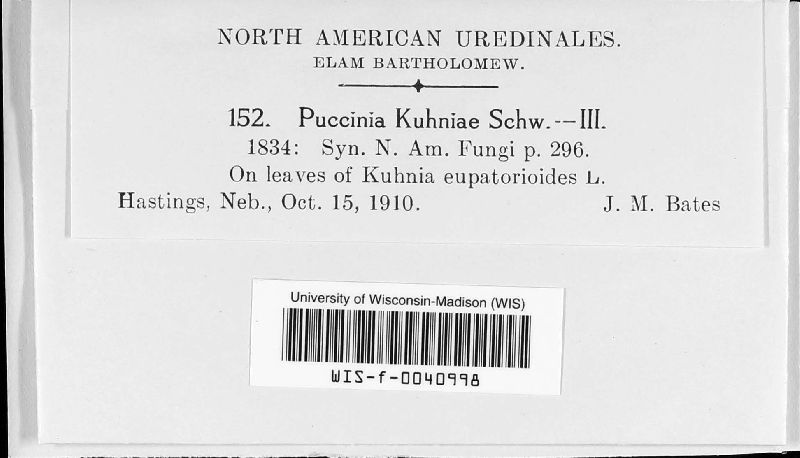 NORTH AMERICAN UREDINALES.
ELAM BARTHOLOMEW.
152. Puccinia Kuhniae Schw.--III.
1834: Syn. N. Am. Fungi p. 296.
On leaves of Kuhnia eupatorioides L.
Hastings, Neb., Oct. 15, 1910. J. M. Bates
University of Wisconsin-Madison (WIS)
WIS-f-0040998